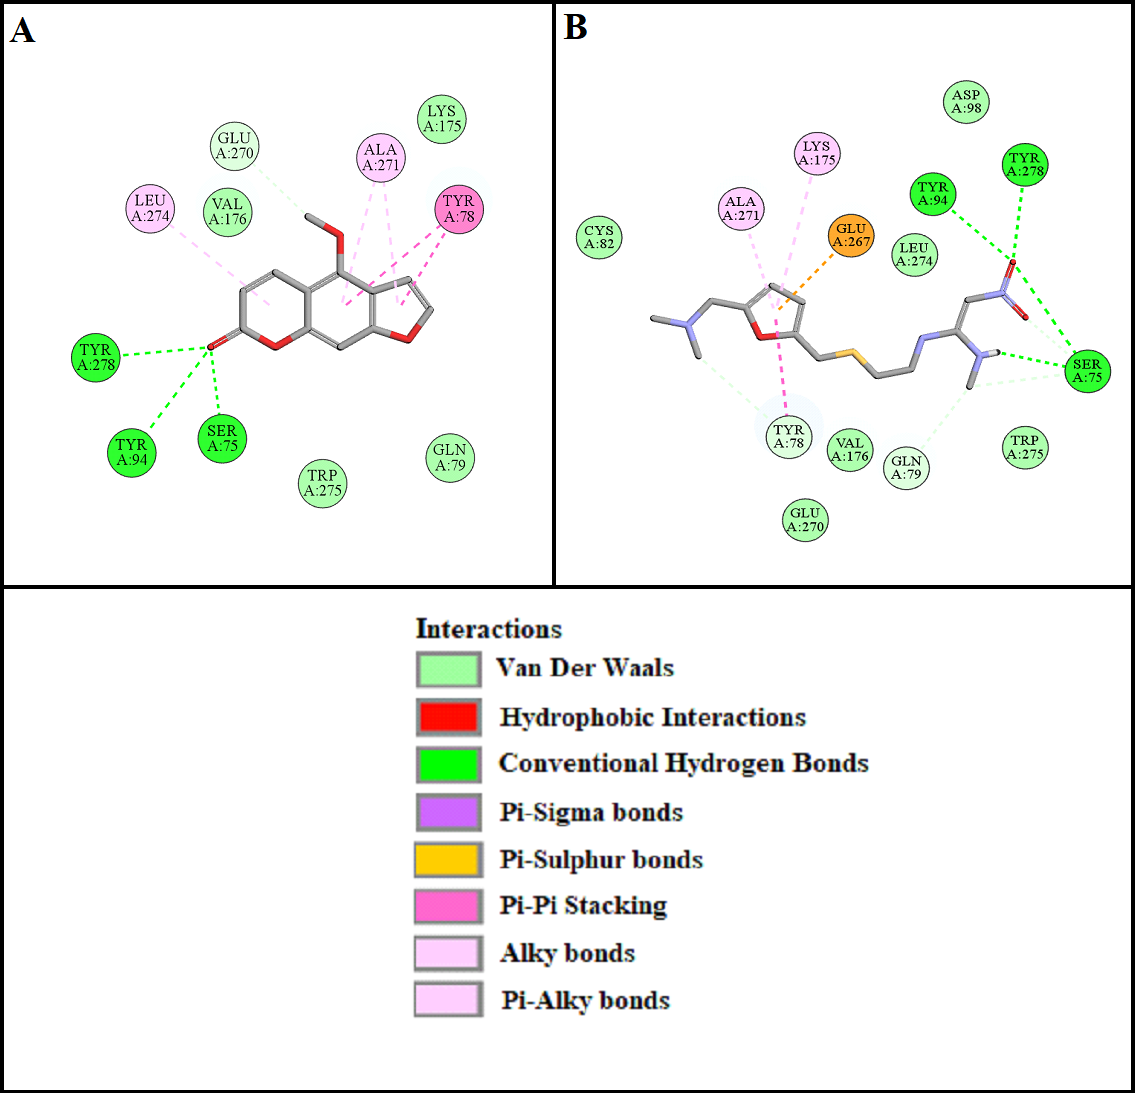 A
GLU
A:270
LYS
A:175
ALA
A:271
LEU
A:274
VAL
A:176
TYR
A:78
TYR
A:278
TYR
A:94
SER
A:75
TRP
A:275
GLN
A:79
B
ASP
A:98
LYS
A:175
TYR
A:278
TYR
A:94
ALA
A:271
CYS
A:82
GLU
A:267
LEU
A:274
SER
A:75
TYR
A:78
VAL
A:176
GLN
A:79
TRP
A:275
GLU
A:270
N
N
N
N
H
Interactions
Van Der Waals
Hydrophobic Interactions
Conventional Hydrogen Bonds
Pi-Sigma bonds
Pi-Sulphur bonds
Pi-Pi Stacking
Alky bonds
Pi-Alky bonds